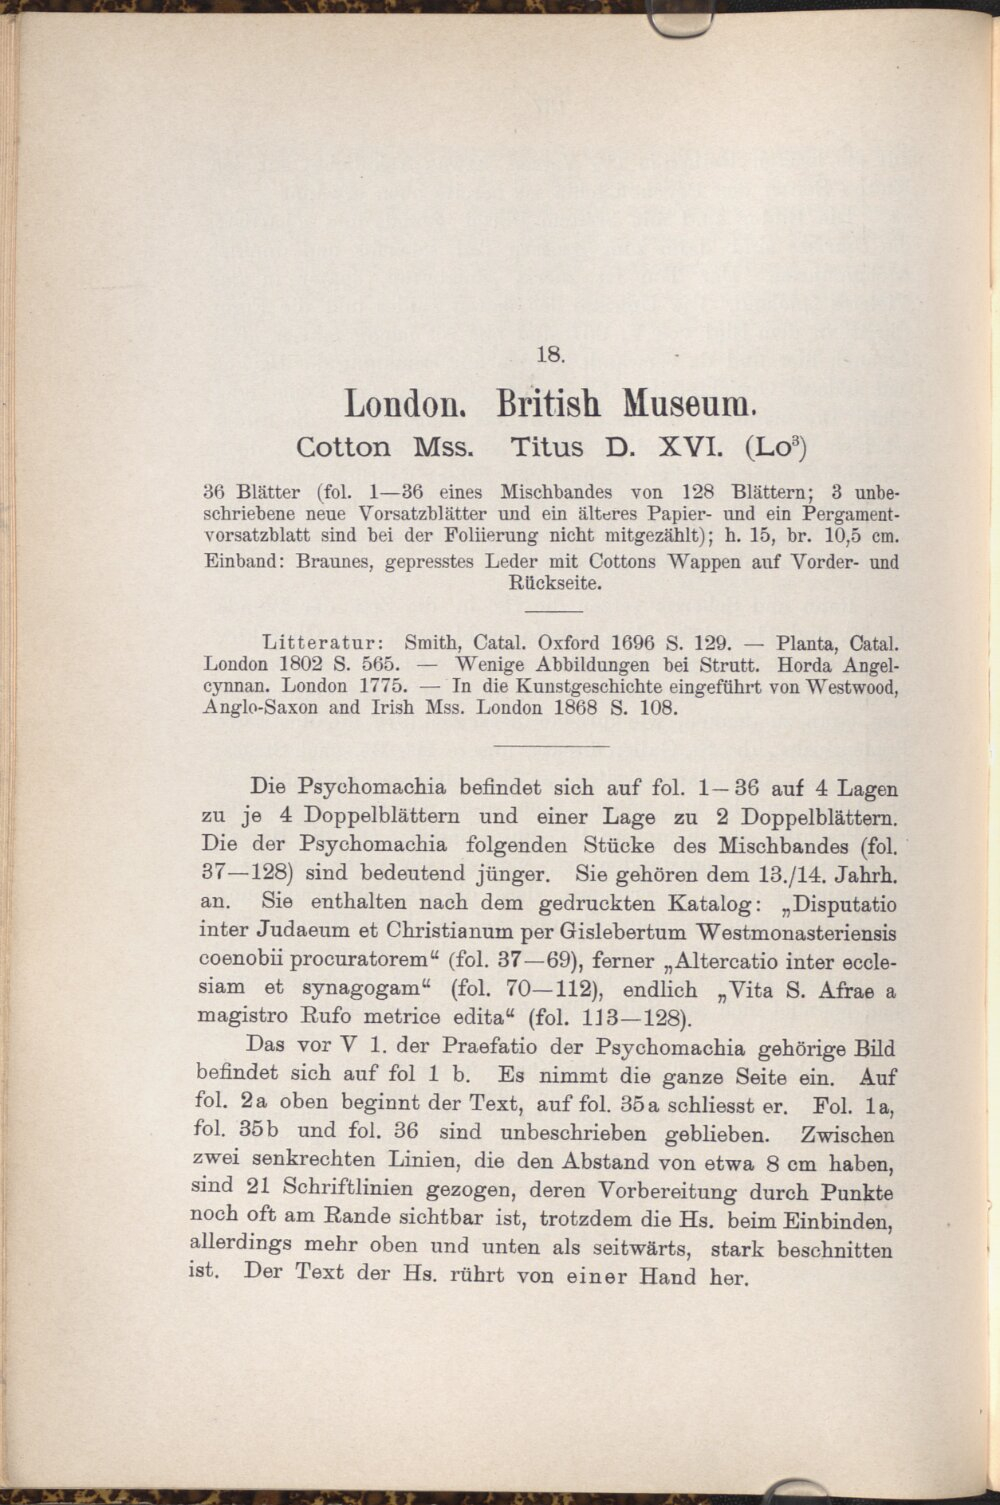 18.
London. British Museum.
Cotton Mss. Titus D. XVI. (Lo³)
36 Blätter (fol. 1—36 eines Mischbandes von 128 Blättern; 3 unbe-
schriebene neue Vorsatzblätter und ein älteres Papier- und ein Pergament-
vorsatzblatt sind bei der Foliierung nicht mitgezählt); h. 15, br. 10,5 cm.
Einband: Braunes, gepresstes Leder mit Cottons Wappen auf Vorder- und
Rückseite.
Litteratur: Smith, Catal. Oxford 1696 S. 129. — Planta, Catal.
London 1802 S. 565. — Wenige Abbildungen bei Strutt. Horda Angel-
cynnan. London 1775. — In die Kunstgeschichte eingeführt von Westwood,
Anglo-Saxon and Irish Mss. London 1868 S. 108.
Die Psychomachia befindet sich auf fol. 1—36 auf 4 Lagen
zu je 4 Doppelblättern und einer Lage zu 2 Doppelblättern.
Die der Psychomachia folgenden Stücke des Mischbandes (fol.
37—128) sind bedeutend jünger. Sie gehören dem 13./14. Jahrh.
an. Sie enthalten nach dem gedruckten Katalog: „Disputatio
inter Judaeum et Christianum per Gislebertum Westmonasteriensis
coenobii procuratorem“ (fol. 37—69), ferner „Altercatio inter eccle-
siam et synagogam“ (fol. 70—112), endlich „Vita S. Afrae a
magistro Rufo metrice edita“ (fol. 113—128).
Das vor V 1. der Praefatio der Psychomachia gehörige Bild
befindet sich auf fol 1 b. Es nimmt die ganze Seite ein. Auf
fol. 2a oben beginnt der Text, auf fol. 35a schliesst er. Fol. 1a,
fol. 35b und fol. 36 sind unbeschrieben geblieben. Zwischen
zwei senkrechten Linien, die den Abstand von etwa 8 cm haben,
sind 21 Schriftlinien gezogen, deren Vorbereitung durch Punkte
noch oft am Rande sichtbar ist, trotzdem die Hs. beim Einbinden,
allerdings mehr oben und unten als seitwärts, stark beschnitten
ist. Der Text der Hs. rührt von einer Hand her.